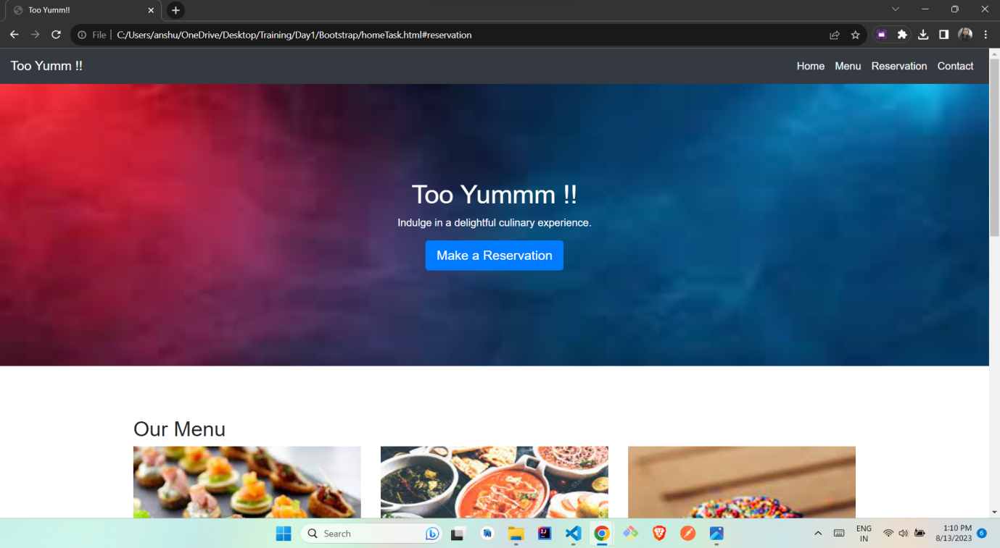 Too Yumm!!
File
C:/Users/anshu/OneDrive/Desktop/Training/Day1/Bootstrap/homeTask.html#reservation
Too Yumm !!
Home Menu Reservation Contact
Too Yummm !!
Indulge in a delightful culinary experience.
Make a Reservation
Our Menu
Search
ENG
IN
1:10 PM
8/13/2023
6